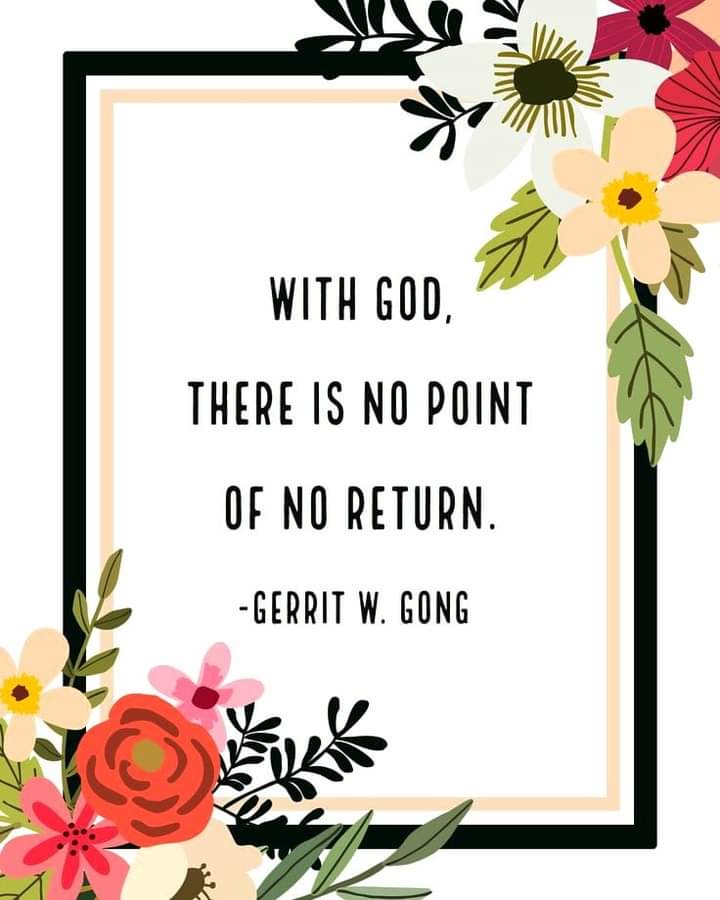 WITH GOD,
THERE IS NO POINT
OF NO RETURN.
-GERRIT W. GONG